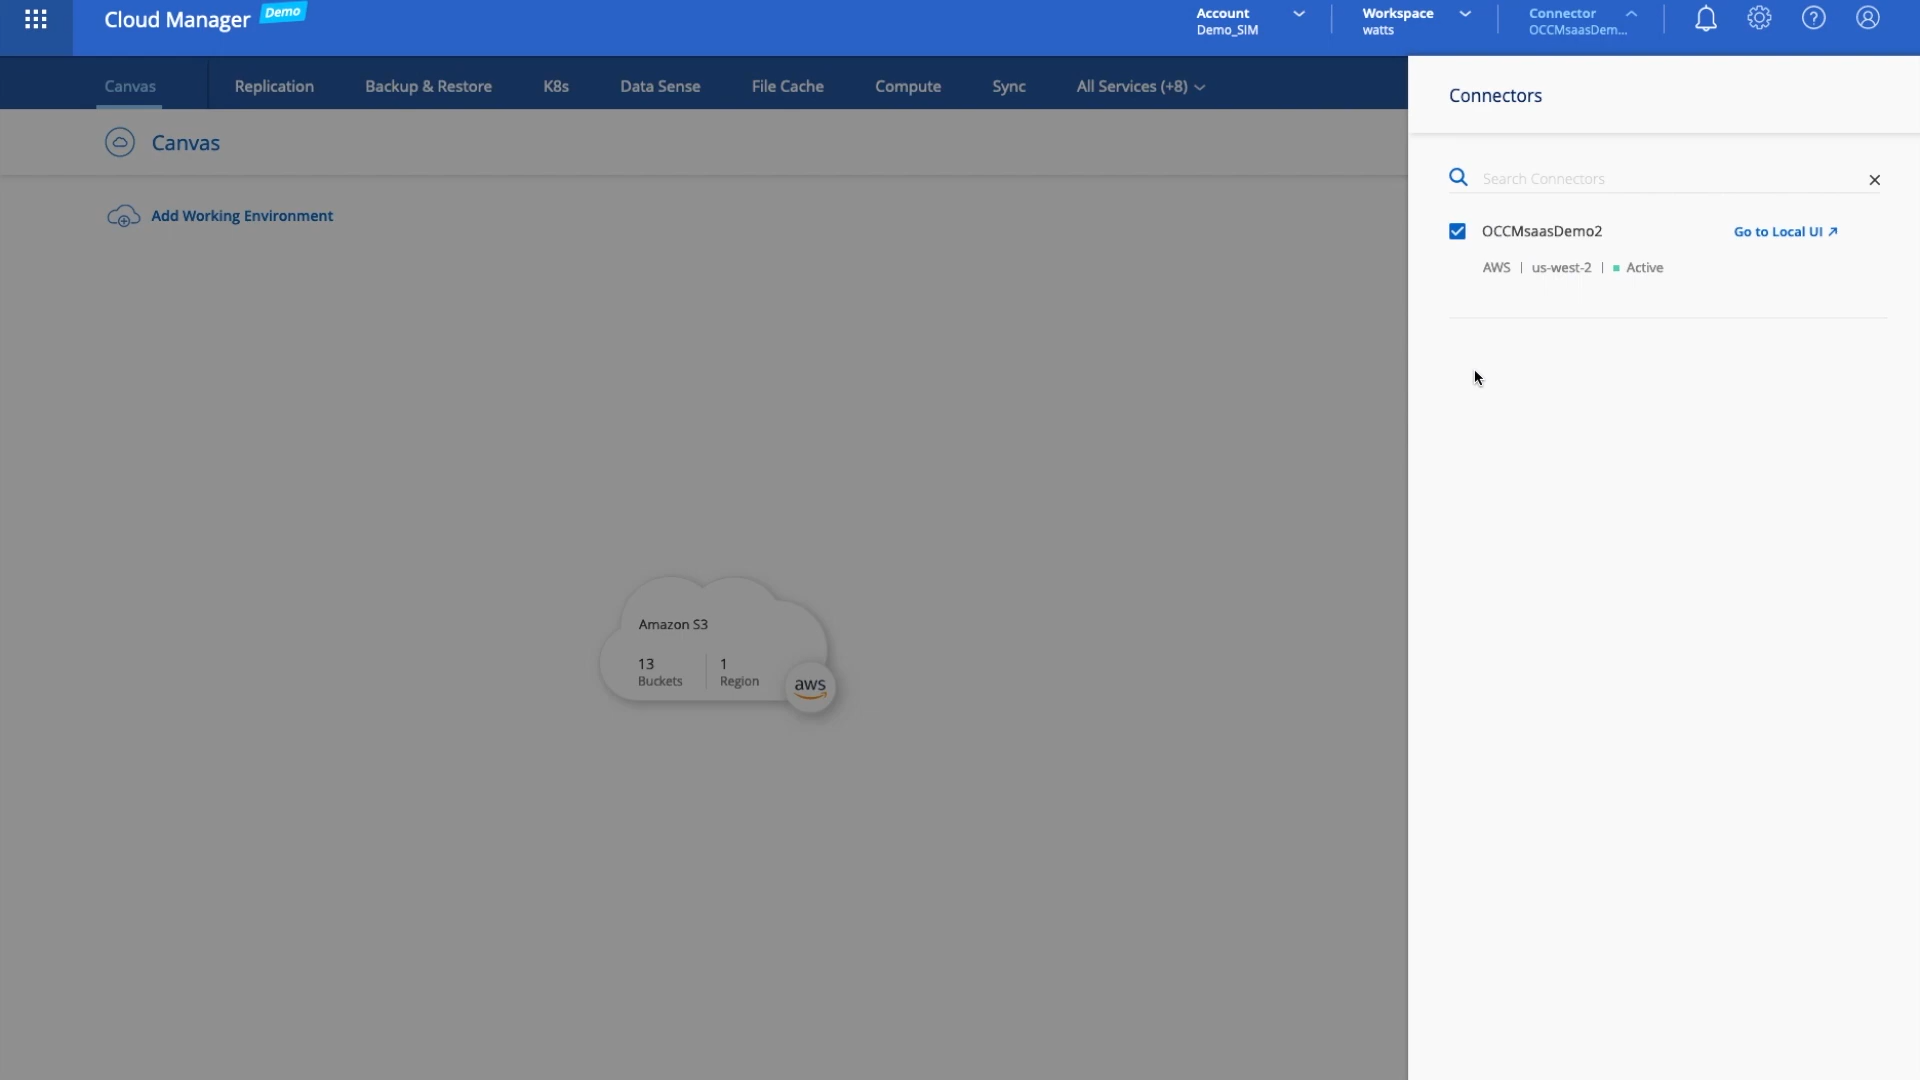 Cloud Manager Demo
Account
Demo_SIM
Workspace
watts
Connector
OCCMsaasDem...
Canvas
Replication
Backup & Restore
K8s
Data Sense
File Cache
Compute
Sync
All Services (+8)
Canvas
Add Working Environment
Amazon S3
13
Buckets
1
Region
aws
Connectors
Search Connectors
OCCMsaasDemo2
Go to Local UI
AWS | us-west-2 | Active